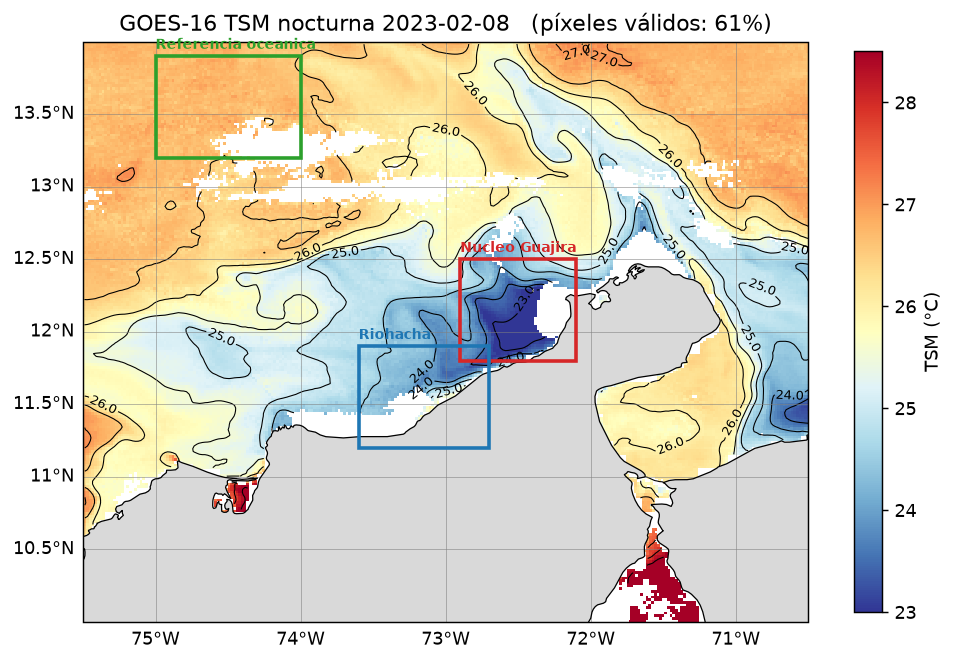 GOES-16 TSM nocturna 2023-02-08   (píxeles válidos: 61%)
Referencia oceanica
27.0
27.0
26.0
26.0
26.0
13.5°N
13°N
12.5°N
12°N
11.5°N
11°N
10.5°N
26.0
25.0
Nucleo Guajira
25.0
25.0
25.0
23.0
25.0
25.0
Riohacha
25.0
24.0
24.0
24.0
25.0
24.0
26.0
26.0
26.0
75°W
74°W
73°W
72°W
71°W
28
27
26
25
24
23
TSM (°C)